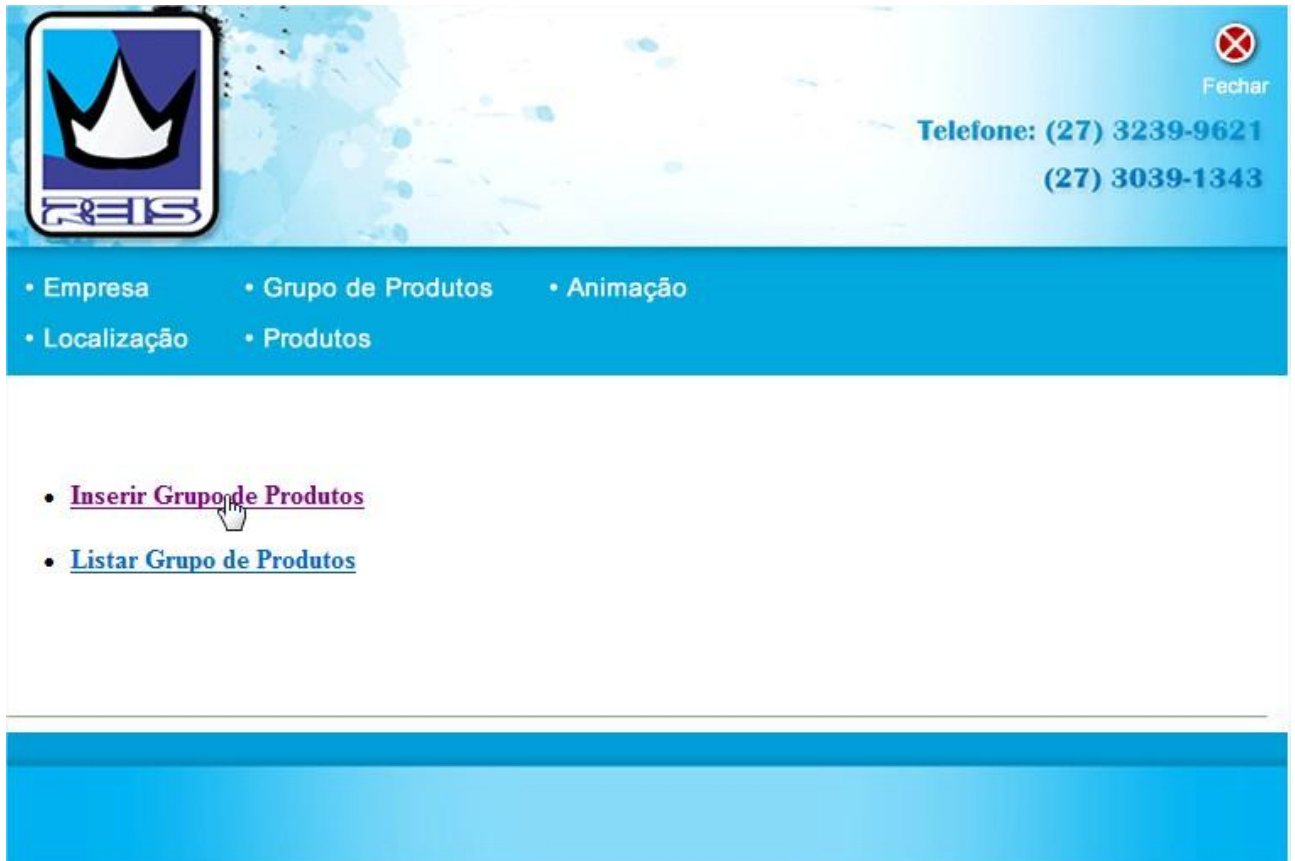 REIS
Fechar
Telefone: (27) 3239-9621
(27) 3039-1343
• Empresa • Grupo de Produtos • Animação
• Localização • Produtos
• Inserir Grupo de Produtos
• Listar Grupo de Produtos